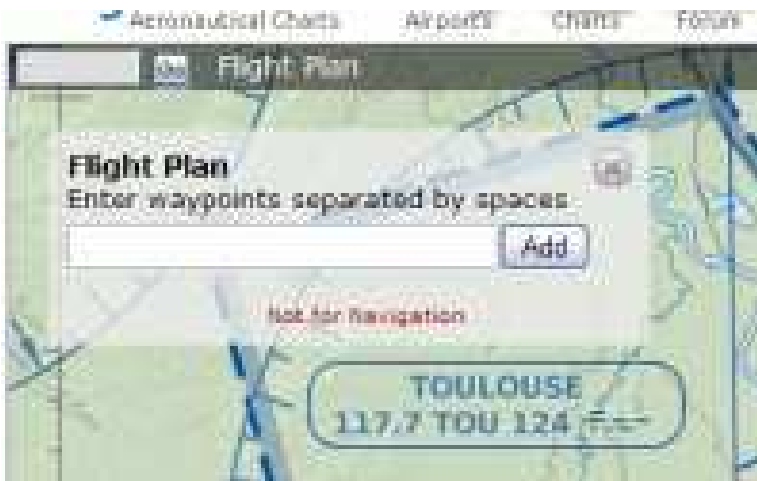 Aeronautical Charts Airports Charts Forum
Flight Plan
Flight Plan
Enter waypoints separated by spaces
Add
Not for Navigation
TOULOUSE
117.7 TOU 124